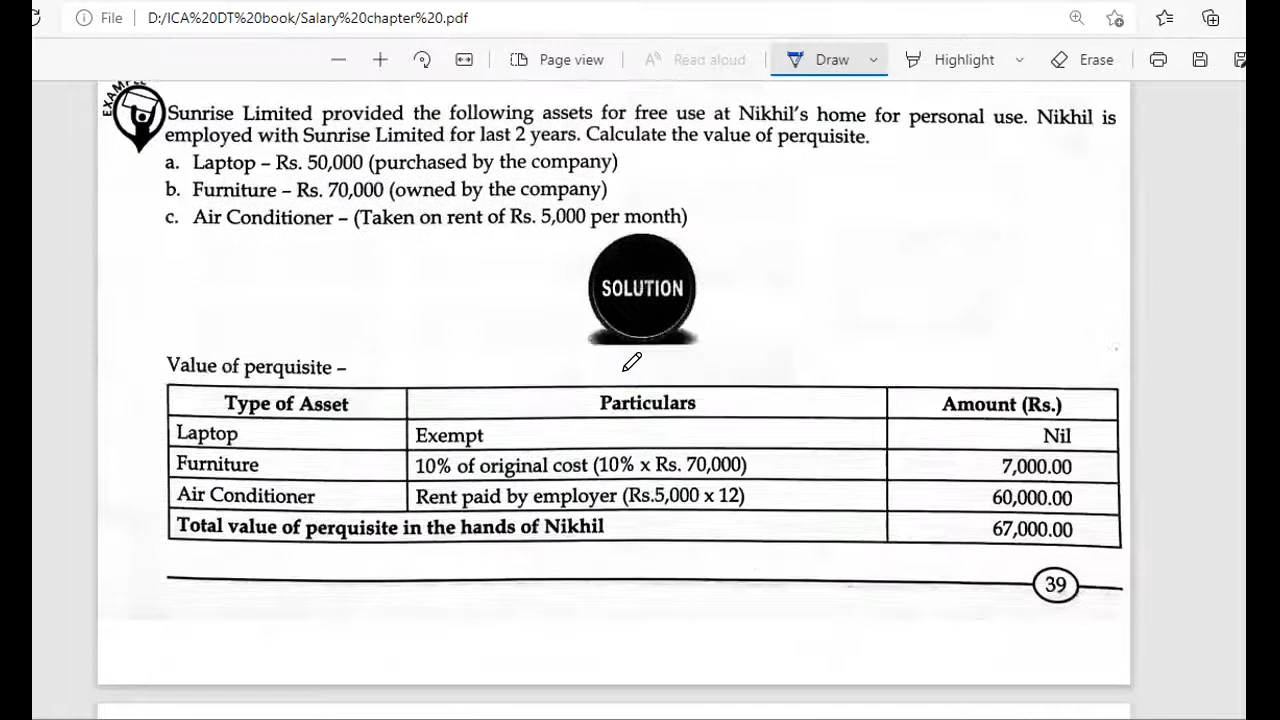 File
D:/ICA%20DT%20book/Salary%20chapter%20.pdf
Page view
Read aloud
Draw
Highlight
Erase
Sunrise Limited provided the following assets for free use at Nikhil's home for personal use. Nikhil is
employed with Sunrise Limited for last 2 years. Calculate the value of perquisite.
a. Laptop – Rs. 50,000 (purchased by the company)
b. Furniture – Rs. 70,000 (owned by the company)
c. Air Conditioner – (Taken on rent of Rs. 5,000 per month)
SOLUTION
Value of perquisite –
Type of Asset Particulars Amount (Rs.)
Laptop Exempt Nil
Furniture 10% of original cost (10% x Rs. 70,000) 7,000.00
Air Conditioner Rent paid by employer (Rs.5,000 x 12) 60,000.00
Total value of perquisite in the hands of Nikhil 67,000.00
39